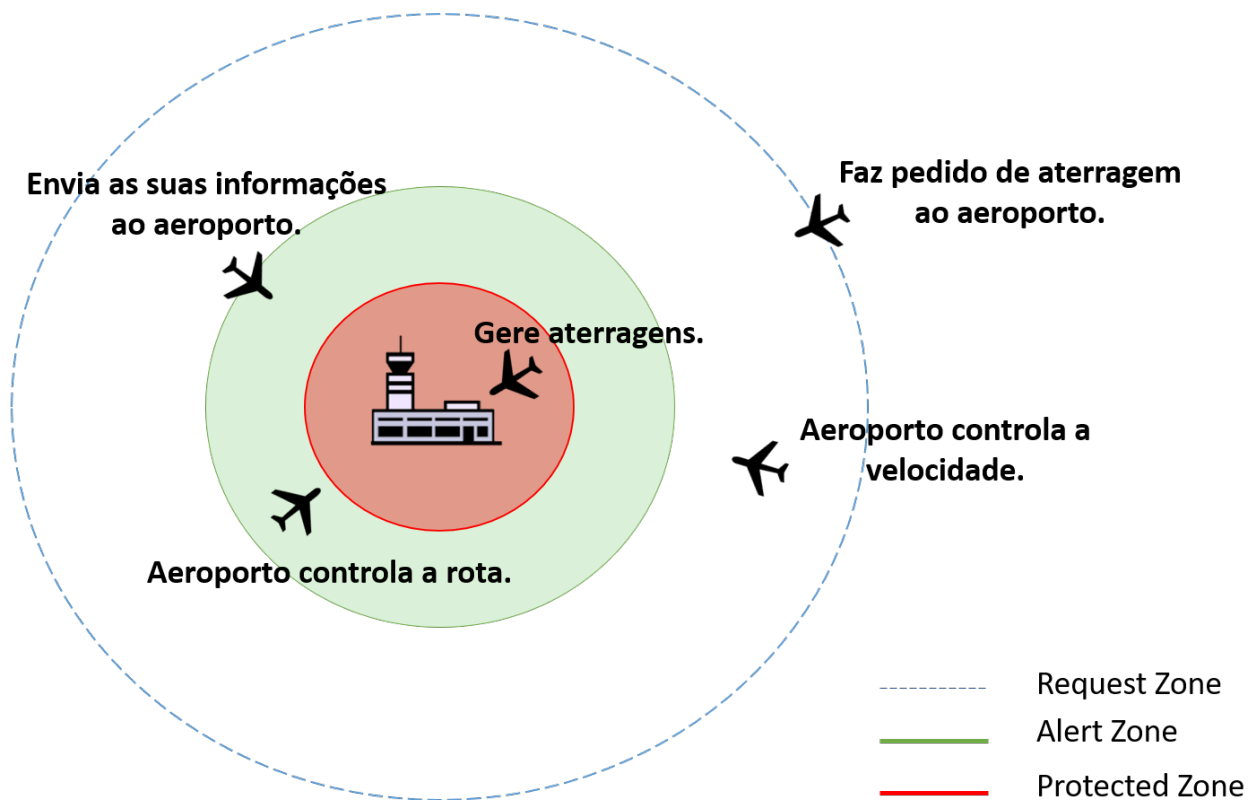 Envia as suas informações
ao aeroporto.
Faz pedido de aterragem
ao aeroporto.
Gere aterragens.
Aeroporto controla a
velocidade.
Aeroporto controla a rota.
Request Zone
Alert Zone
Protected Zone